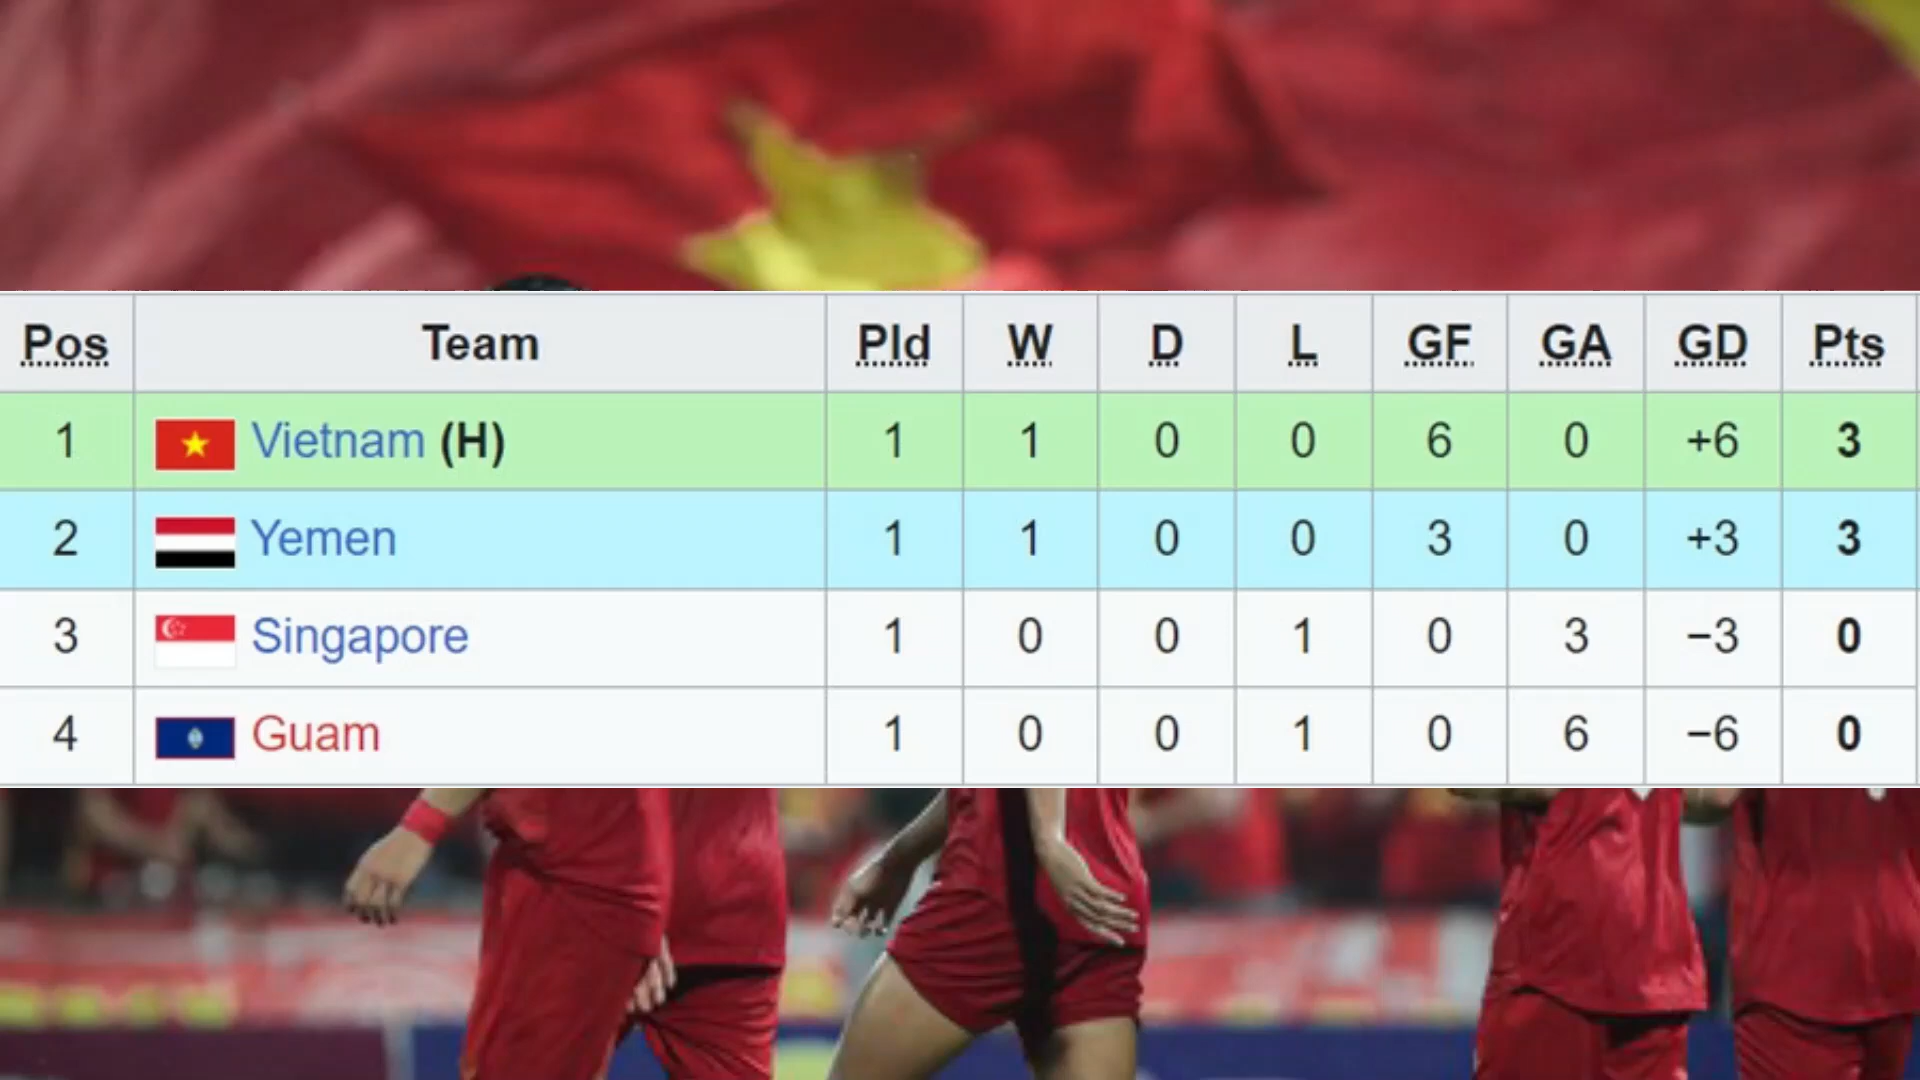 Pos Team Pld W D L GF GA GD Pts
1 Vietnam (H) 1 1 0 0 6 0 +6 3
2 Yemen 1 1 0 0 3 0 +3 3
3 Singapore 1 0 0 1 0 3 −3 0
4 Guam 1 0 0 1 0 6 −6 0